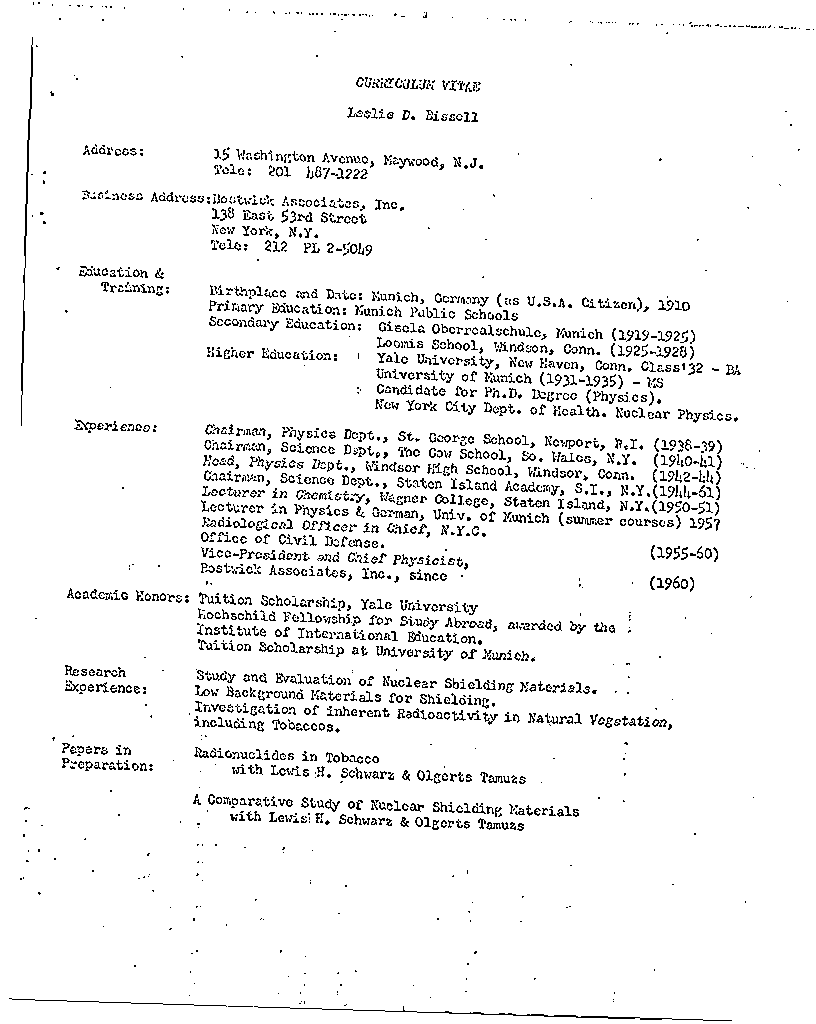 CURRICULUM VITAE
Leslie D. Bissell
Address: 15 Washington Avenue, Maywood, N.J.
Tele: 201 487-1222
Business Address: Bostwick Associates, Inc.
138 East 53rd Street
New York, N.Y.
Tele: 212 PL 2-5049
Education &
Training: Birthplace and Date: Munich, Germany (as U.S.A. Citizen), 1910
Primary Education: Munich Public Schools
Secondary Education: Gisela Oberrealschule, Munich (1919-1925)
Loomis School, Windson, Conn. (1925-1928)
Higher Education: Yale University, New Haven, Conn. Class'32 - BA
University of Munich (1931-1935) - MS
Candidate for Ph.D. Degree (Physics).
New York City Dept. of Health. Nuclear Physics.
Experience: Chairman, Physics Dept., St. George School, Newport, R.I. (1938-39)
Chairman, Science Dept., The Gow School, So. Wales, N.Y. (1940-41)
Head, Physics Dept., Windsor High School, Windsor, Conn. (1942-44)
Chairman, Science Dept., Staten Island Academy, S.I., N.Y.(1944-61)
Lecturer in Chemistry, Wagner College, Staten Island, N.Y.(1950-51)
Lecturer in Physics & German, Univ. of Munich (summer courses) 1957
Radiological Officer in Chief, N.Y.C.
Office of Civil Defense. (1955-60)
Vice-President and Chief Physicist,
Bostwick Associates, Inc., since (1960)
Academic Honors: Tuition Scholarship, Yale University
Hochschild Fellowship for Study Abroad, awarded by the
Institute of International Education.
Tuition Scholarship at University of Munich.
Research
Experience: Study and Evaluation of Nuclear Shielding Materials.
Low Background Materials for Shielding.
Investigation of inherent Radioactivity in Natural Vegetation,
including Tobaccos.
Papers in
Preparation: Radionuclides in Tobacco
with Lewis H. Schwarz & Olgerts Tamuzs
A Comparative Study of Nuclear Shielding Materials
with Lewis H. Schwarz & Olgerts Tamuzs